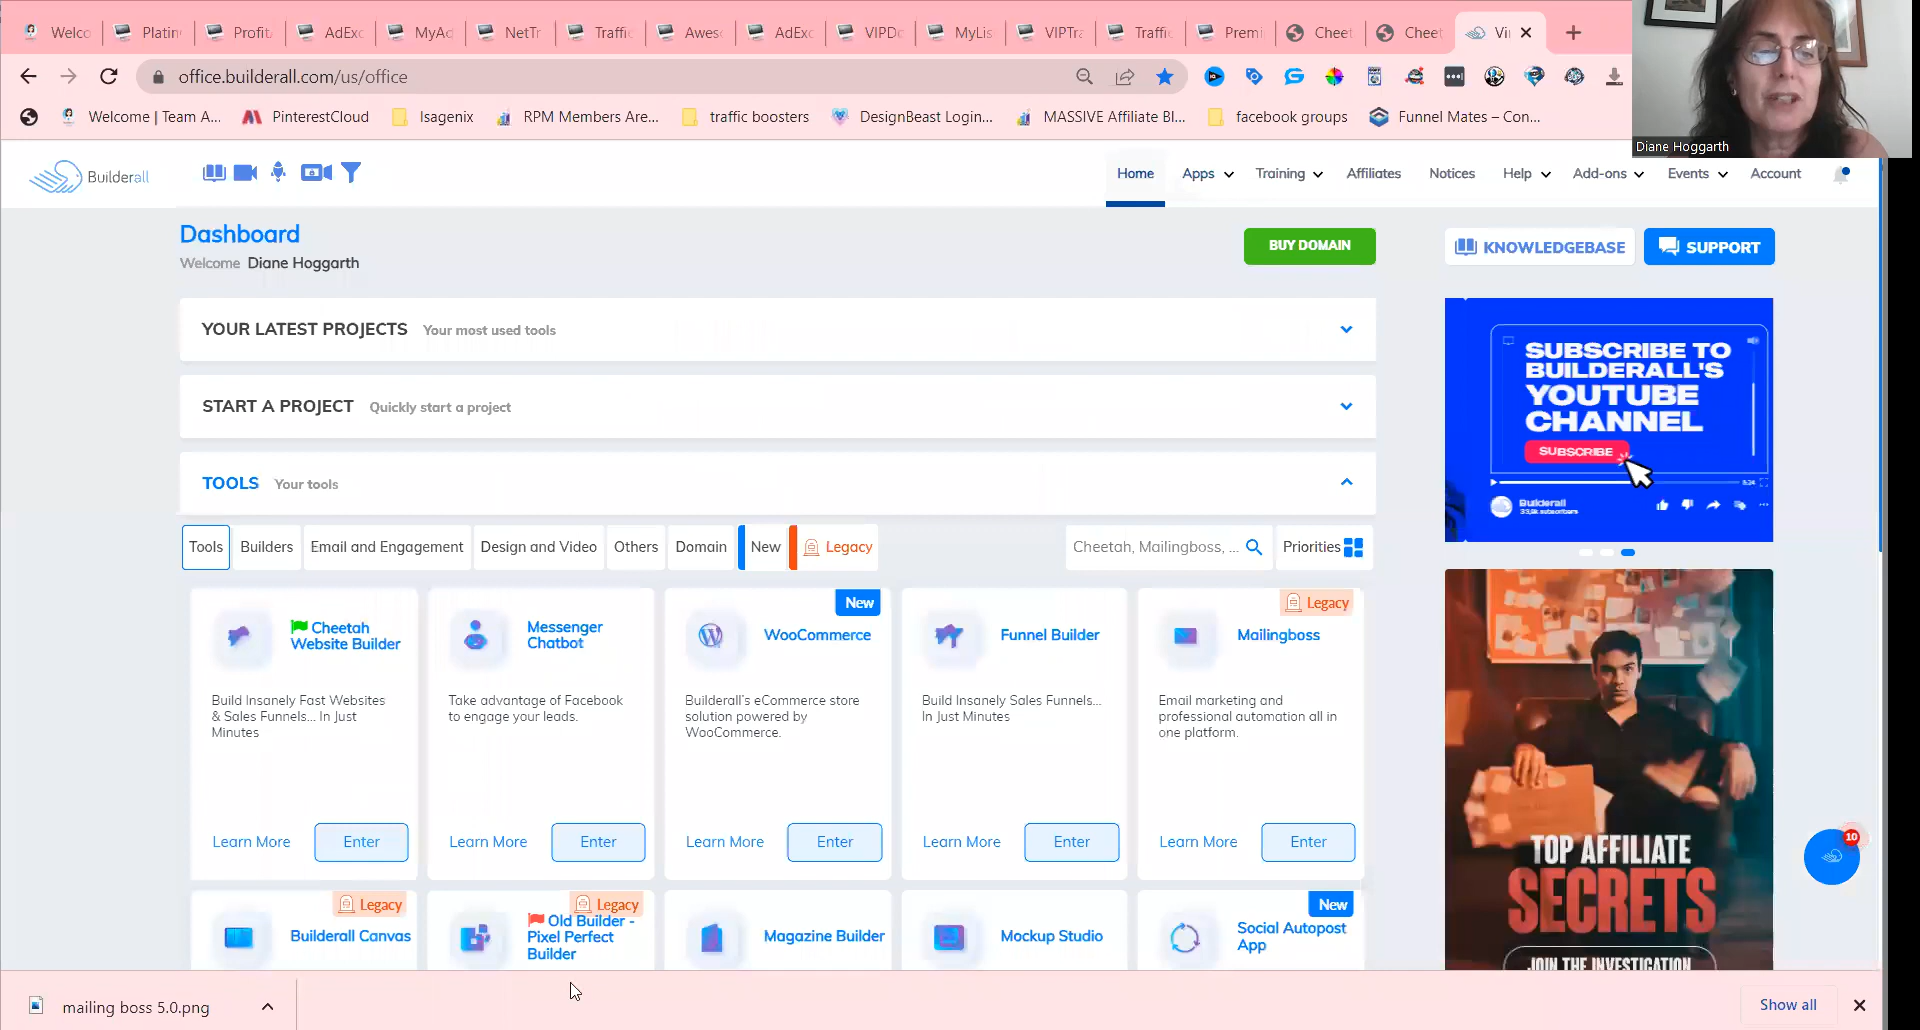 Welco
Platin
Profit
AdExc
MyAd
NetTr
Traffic
Aweso
AdExc
VIPD
MyLis
VIPTra
Traffic
Premi
Cheet
Cheet
Vi
office.builderall.com/us/office
Welcome | Team A...
PinterestCloud
Isagenix
RPM Members Are...
traffic boosters
DesignBeast Login...
MASSIVE Affiliate Bl...
facebook groups
Funnel Mates – Con...
Diane Hoggarth
Builderall
Home
Apps
Training
Affiliates
Notices
Help
Add-ons
Events
Account
Dashboard
Welcome Diane Hoggarth
BUY DOMAIN
KNOWLEDGEBASE
SUPPORT
YOUR LATEST PROJECTS Your most used tools
START A PROJECT Quickly start a project
TOOLS Your tools
SUBSCRIBE TO
BUILDERALL'S
YOUTUBE
CHANNEL
SUBSCRIBE
Builderall
Tools
Builders
Email and Engagement
Design and Video
Others
Domain
New
Legacy
Cheetah, Mailingboss, ...
Priorities
Cheetah
Website Builder
Build Insanely Fast Websites
& Sales Funnels... In Just
Minutes
Learn More
Enter
Messenger
Chatbot
Take advantage of Facebook
to engage your leads.
Learn More
Enter
New
WooCommerce
Builderall's eCommerce store
solution powered by
WooCommerce.
Learn More
Enter
Funnel Builder
Build Insanely Sales Funnels...
In Just Minutes
Learn More
Enter
Legacy
Mailingboss
Email marketing and
professional automation all in
one platform.
Learn More
Enter
Legacy
Builderall Canvas
Legacy
Old Builder -
Pixel Perfect
Builder
Magazine Builder
Mockup Studio
New
Social Autopost
App
TOP AFFILIATE
SECRETS
JOIN THE INVESTIGATION
10
mailing boss 5.0.png
Show all